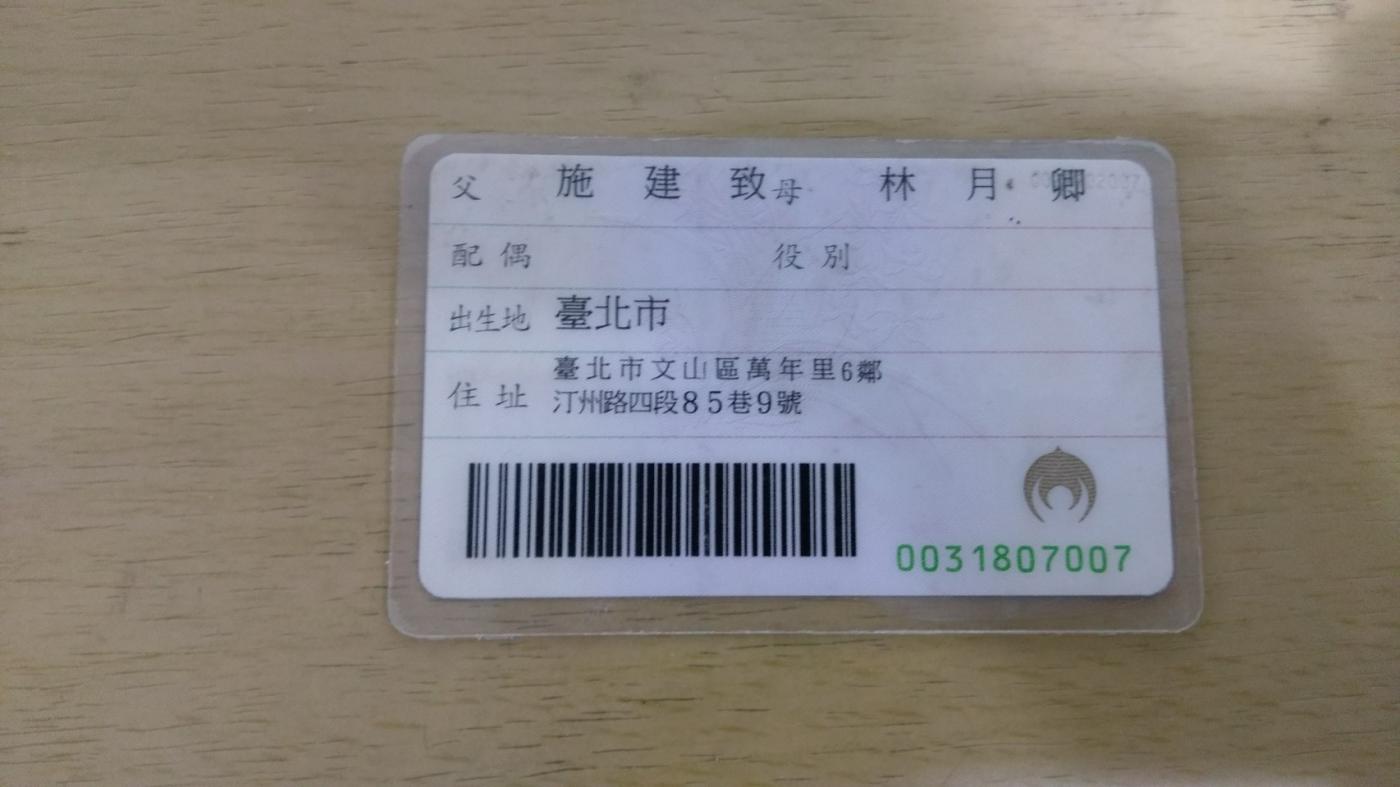 父 施建致 母 林月卿
配偶 役別
出生地 臺北市
住址 臺北市文山區萬年里6鄰
汀州路四段85巷9號
0031807007